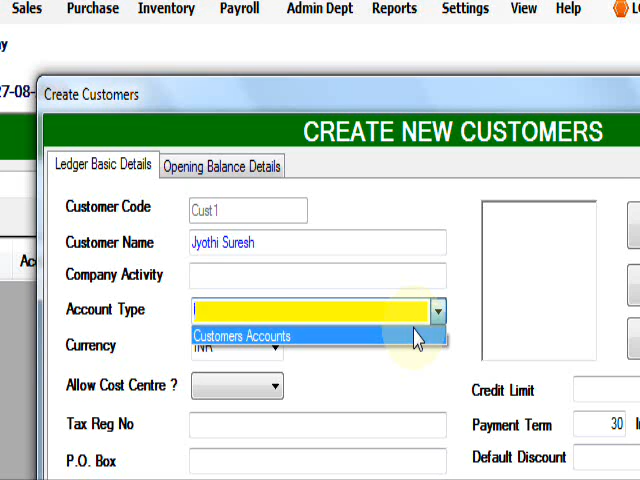 Sales Purchase Inventory Payroll Admin Dept Reports Settings View Help
27-08-
Create Customers
CREATE NEW CUSTOMERS
Ledger Basic Details Opening Balance Details
Customer Code Cust1
Customer Name Jyothi Suresh
Company Activity
Account Type
Customers Accounts
Currency INR
Allow Cost Centre ?
Credit Limit
Tax Reg No
Payment Term 30
P.O. Box
Default Discount